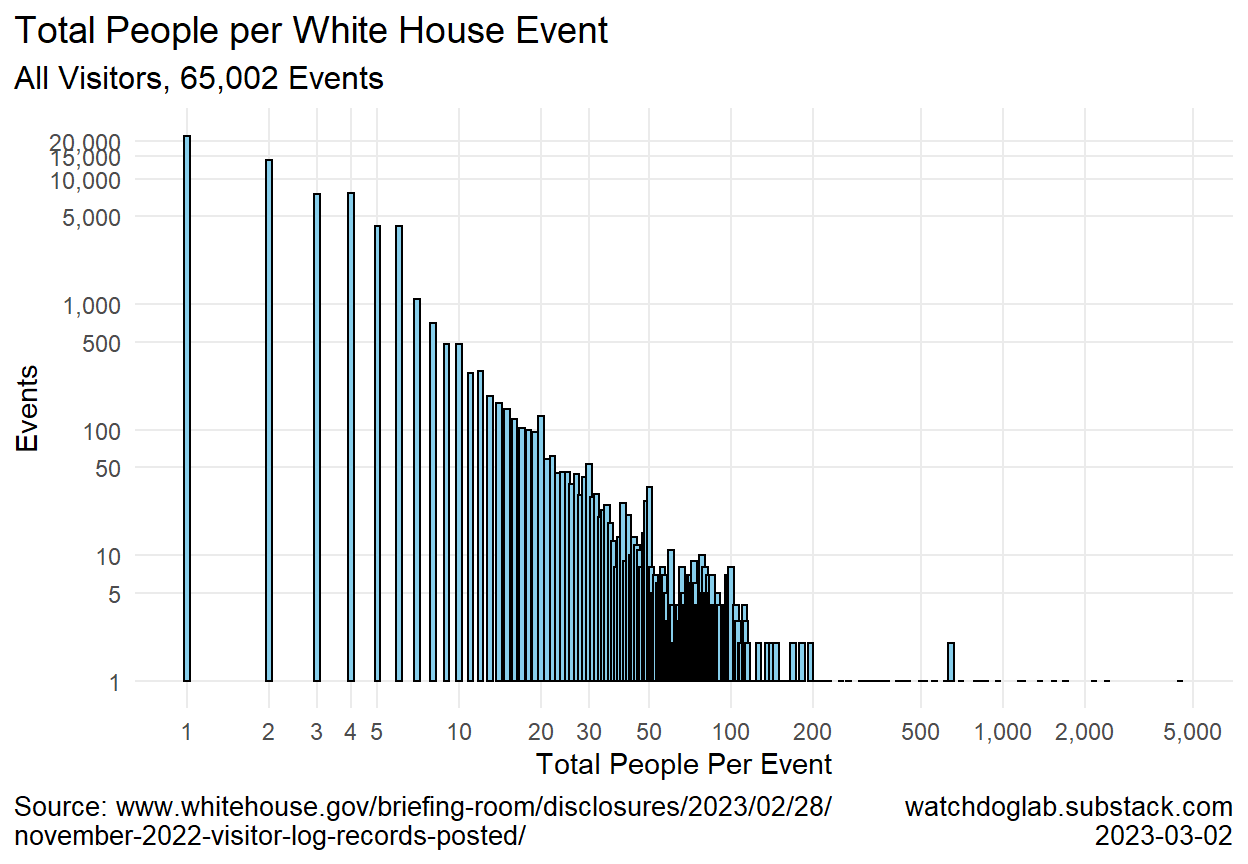 Total People per White House Event
All Visitors, 65,002 Events
20,000
15,000
10,000
5,000
1,000
500
100
50
10
5
1
Events
1 2 3 4 5 10 20 30 50 100 200 500 1,000 2,000 5,000
Total People Per Event
Source: www.whitehouse.gov/briefing-room/disclosures/2023/02/28/
november-2022-visitor-log-records-posted/
watchdoglab.substack.com
2023-03-02